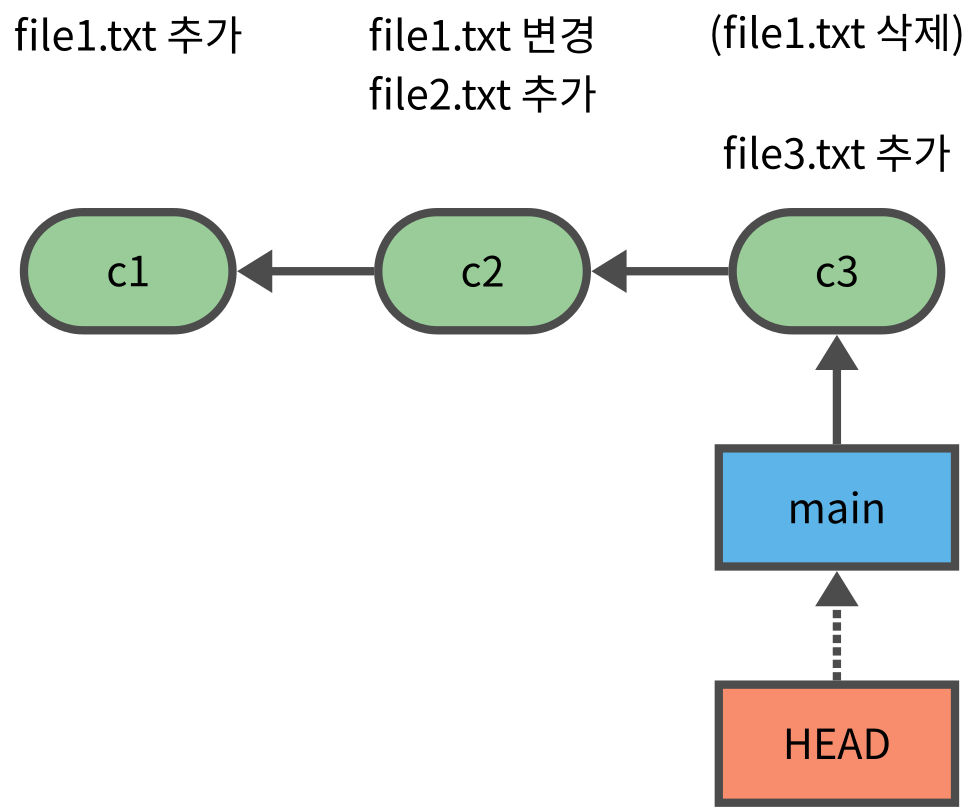 file1.txt 추가
file1.txt 변경
file2.txt 추가
(file1.txt 삭제)
file3.txt 추가
c1
c2
c3
main
HEAD